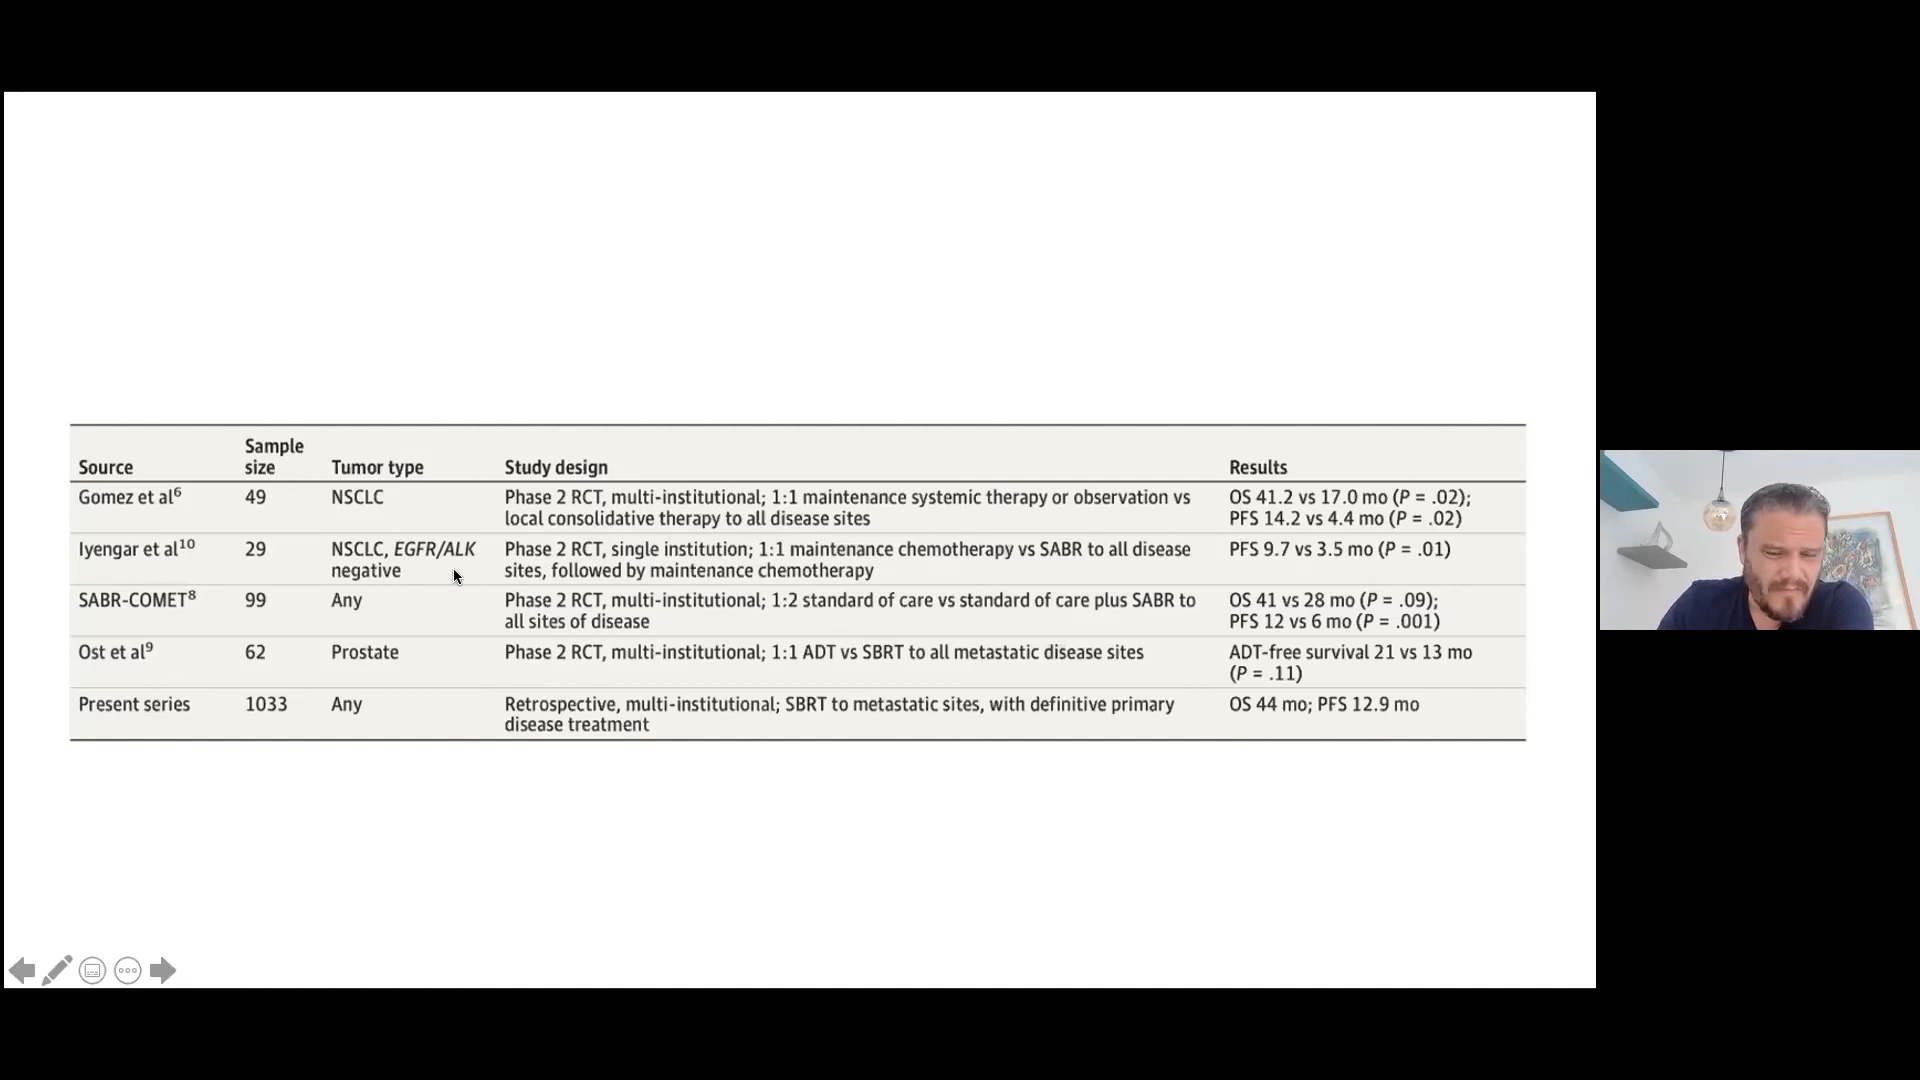 Source Sample size Tumor type Study design Results
Gomez et al6 49 NSCLC Phase 2 RCT, multi-institutional; 1:1 maintenance systemic therapy or observation vs OS 41.2 vs 17.0 mo (P = .02);
local consolidative therapy to all disease sites PFS 14.2 vs 4.4 mo (P = .02)
Iyengar et al10 29 NSCLC, EGFR/ALK Phase 2 RCT, single institution; 1:1 maintenance chemotherapy vs SABR to all disease PFS 9.7 vs 3.5 mo (P = .01)
negative sites, followed by maintenance chemotherapy
SABR-COMET8 99 Any Phase 2 RCT, multi-institutional; 1:2 standard of care vs standard of care plus SABR to OS 41 vs 28 mo (P = .09);
all sites of disease PFS 12 vs 6 mo (P = .001)
Ost et al9 62 Prostate Phase 2 RCT, multi-institutional; 1:1 ADT vs SBRT to all metastatic disease sites ADT-free survival 21 vs 13 mo
(P = .11)
Present series 1033 Any Retrospective, multi-institutional; SBRT to metastatic sites, with definitive primary OS 44 mo; PFS 12.9 mo
disease treatment